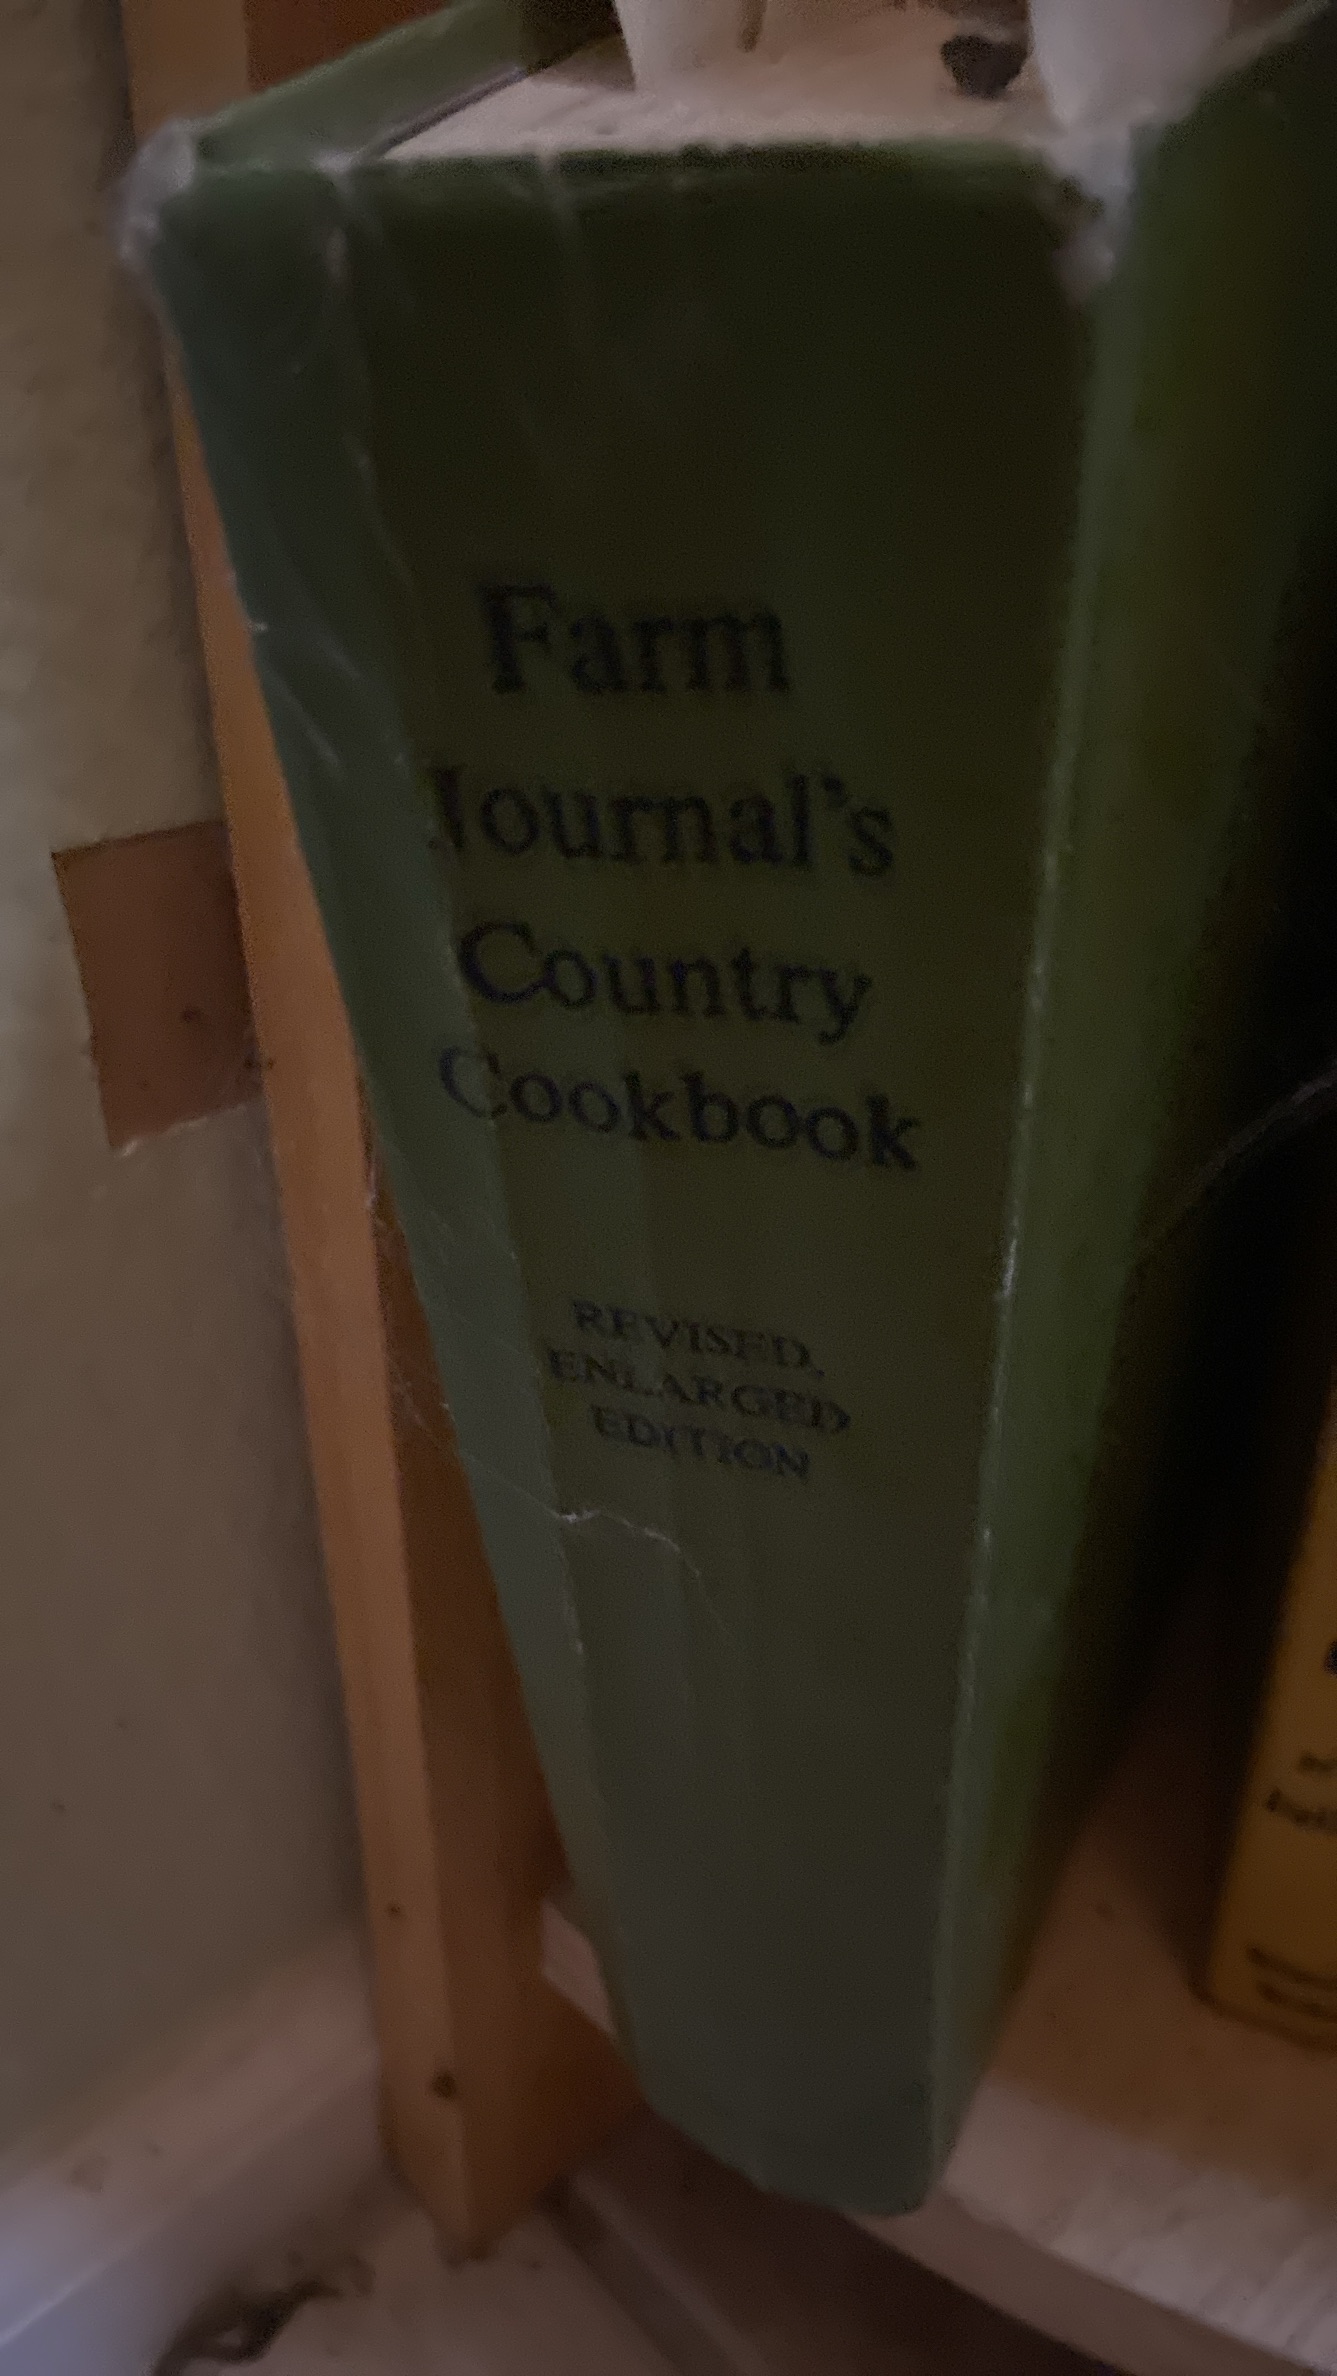 Farm
Journal's
Country
Cookbook
REVISED,
ENLARGED
EDITION